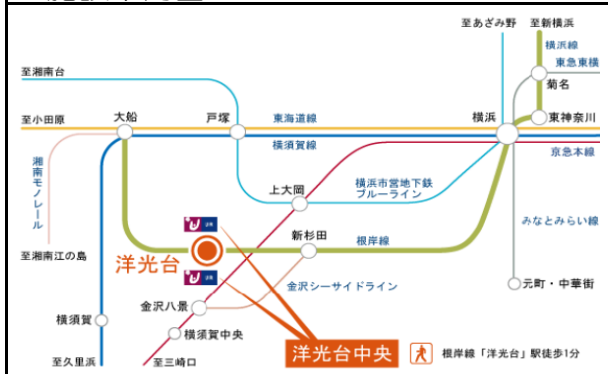 至あざみ野
至新横浜
横浜線
東急東横
至湘南台
菊名
至小田原
大船
戸塚
東海道線
横浜
東神奈川
横須賀線
京急本線
湘南モノレール
上大岡
横浜市営地下鉄
ブルーライン
みなとみらい線
新杉田
根岸線
至湘南江の島
洋光台
金沢シーサイドライン
元町・中華街
金沢八景
横須賀
横須賀中央
洋光台中央
根岸線「洋光台」駅徒歩1分
至久里浜
至三崎口